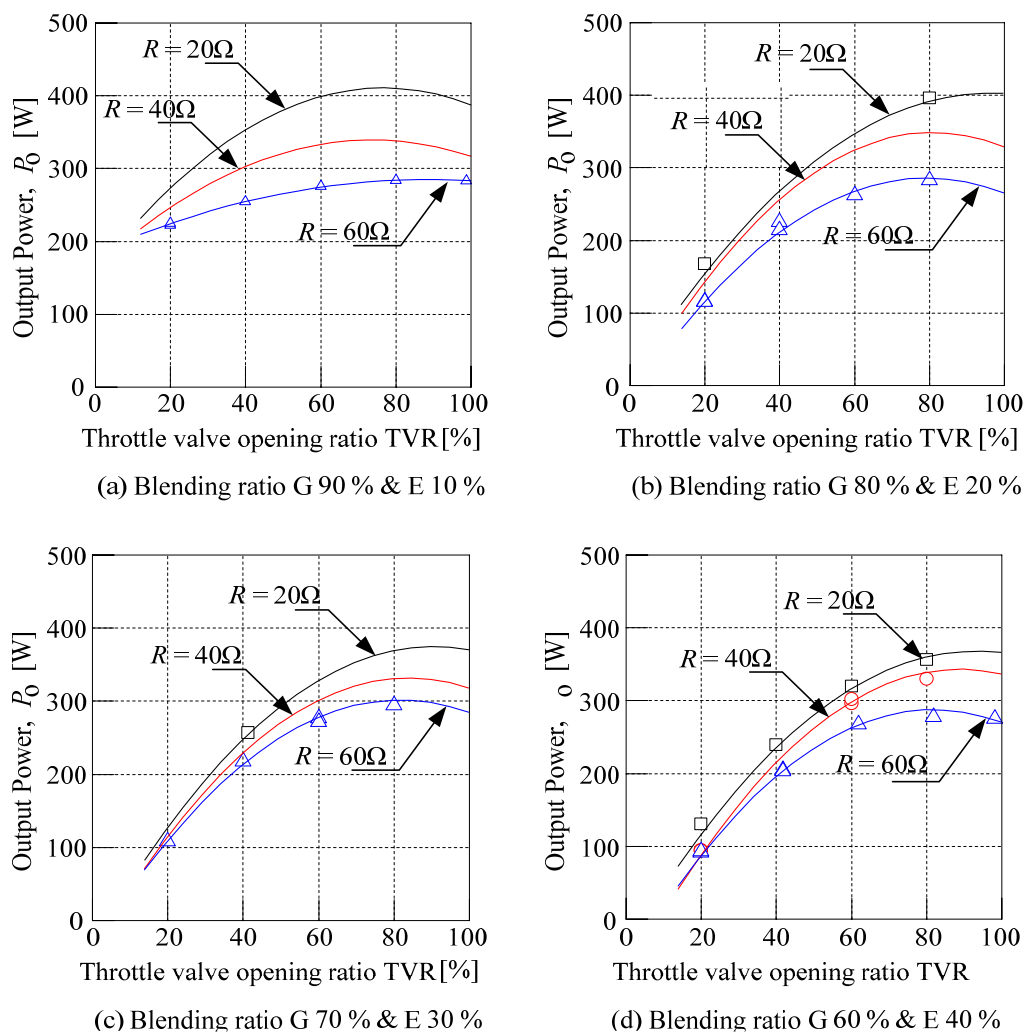 500
400
300
200
100
0
Output Power, P₀ [W]
R = 20Ω
R = 40Ω
R = 60Ω
0 20 40 60 80 100
Throttle valve opening ratio TVR [%]
(a) Blending ratio G 90 % & E 10 %
500
400
300
200
100
0
Output Power, P₀ [W]
R = 20Ω
R = 40Ω
R = 60Ω
0 20 40 60 80 100
Throttle valve opening ratio TVR [%]
(b) Blending ratio G 80 % & E 20 %
500
400
300
200
100
0
Output Power, P₀ [W]
R = 20Ω
R = 40Ω
R = 60Ω
0 20 40 60 80 100
Throttle valve opening ratio TVR [%]
(c) Blending ratio G 70 % & E 30 %
500
400
300
200
100
0
Output Power, ₀ [W]
R = 20Ω
R = 40Ω
R = 60Ω
0 20 40 60 80 100
Throttle valve opening ratio TVR
(d) Blending ratio G 60 % & E 40 %